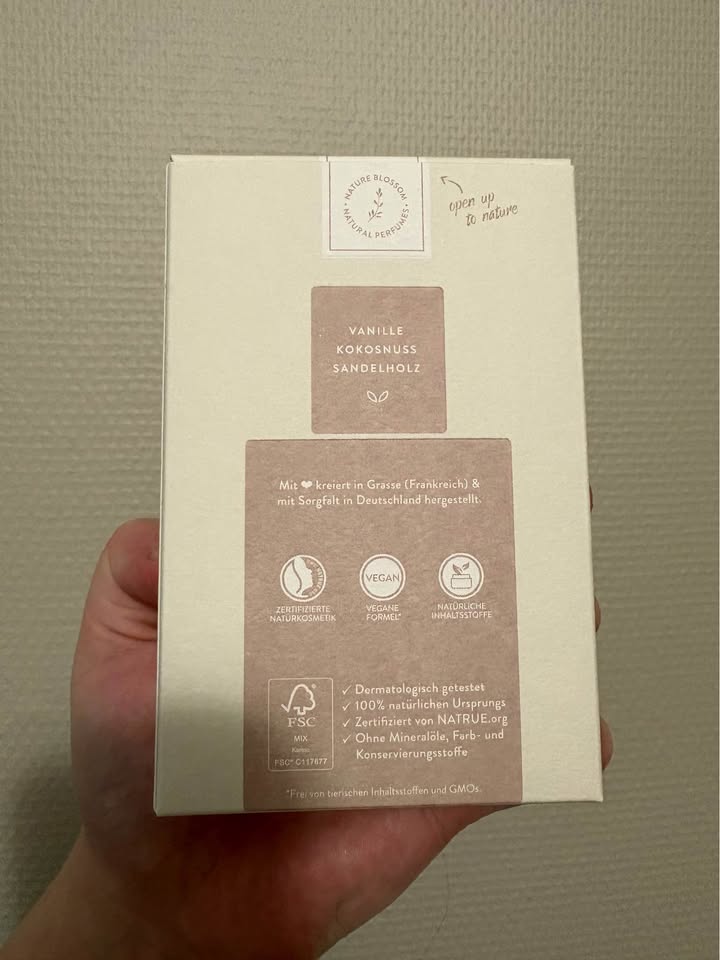 NATURE BLOSSOM
NATURAL PERFUMES
open up
to nature
VANILLE
KOKOSNUSS
SANDELHOLZ
Mit ❤ kreiert in Grasse (Frankreich) &
mit Sorgfalt in Deutschland hergestellt.
VEGAN
ZERTIFIZIERTE
NATURKOSMETIK
VEGANE
FORMEL*
NATÜRLICHE
INHALTSSTOFFE
✓ Dermatologisch getestet
✓ 100% natürlichen Ursprungs
✓ Zertifiziert von NATRUE.org
✓ Ohne Mineralöle, Farb- und
Konservierungsstoffe
FSC
MIX
Karton
FSC® C117677
*Frei von tierischen Inhaltsstoffen und GMOs.